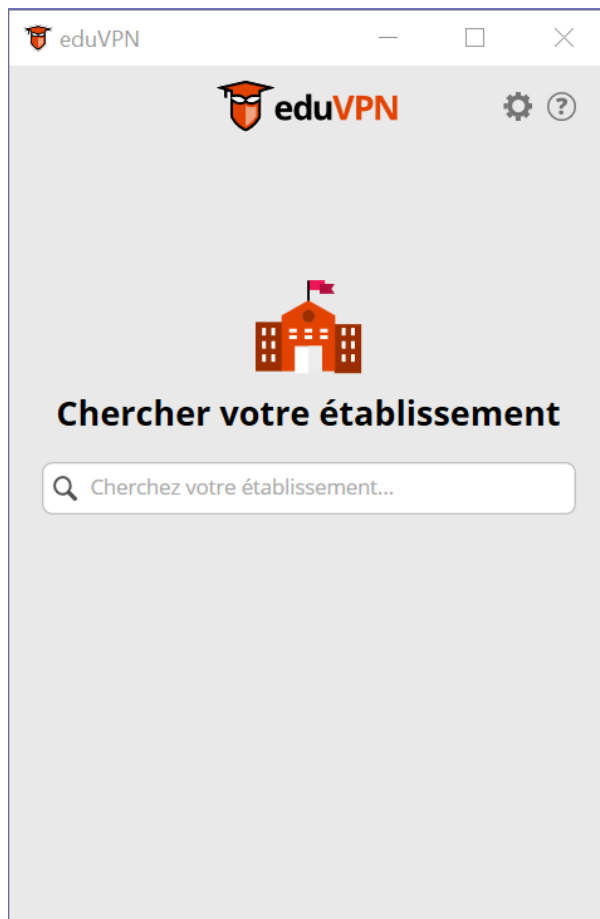 eduVPN
eduVPN
?
Chercher votre établissement
Cherchez votre établissement...